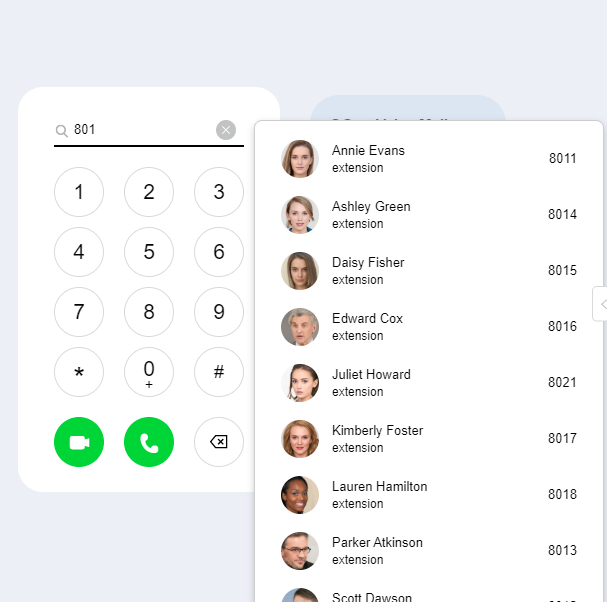 801
1
2
3
4
5
6
7
8
9
*
0
+
#
Annie Evans
extension
8011
Ashley Green
extension
8014
Daisy Fisher
extension
8015
Edward Cox
extension
8016
Juliet Howard
extension
8021
Kimberly Foster
extension
8017
Lauren Hamilton
extension
8018
Parker Atkinson
extension
8013
Scott Dawson